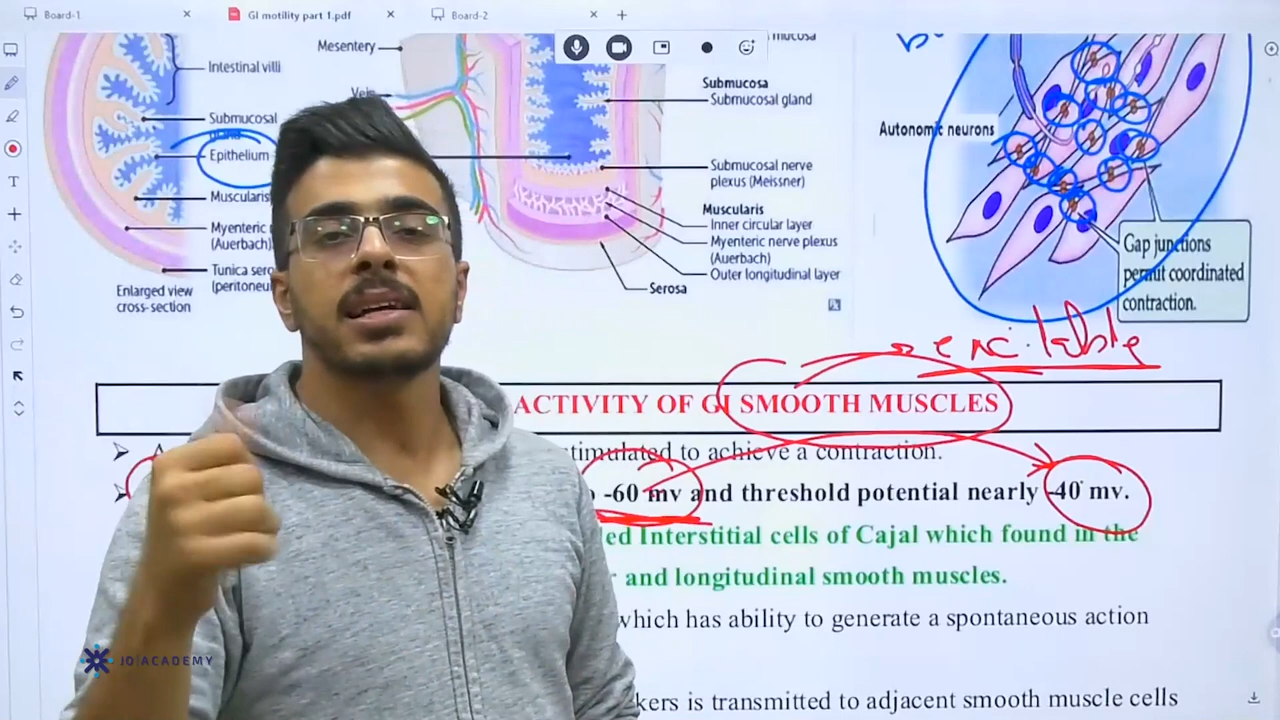 Board-1
GI motility part 1.pdf
Board-2
Mesentery
Intestinal villi
Vein
Submucosal
Epithelium
Muscularis
Myenteric
(Auerbach)
Tunica
(peritoneu
Enlarged view
cross-section
mucosa
Submucosa
Submucosal gland
Submucosal nerve
plexus (Meissner)
Muscularis
Inner circular layer
Myenteric nerve plexus
(Auerbach)
Outer longitudinal layer
Serosa
Autonomic neurons
Gap junctions
permit coordinated
contraction.
excitable
ACTIVITY OF GI SMOOTH MUSCLES
stimulated to achieve a contraction.
-60 mv and threshold potential nearly -40 mv.
Interstitial cells of Cajal which found in the
and longitudinal smooth muscles.
which has ability to generate a spontaneous action
is transmitted to adjacent smooth muscle cells
JO ACADEMY
T